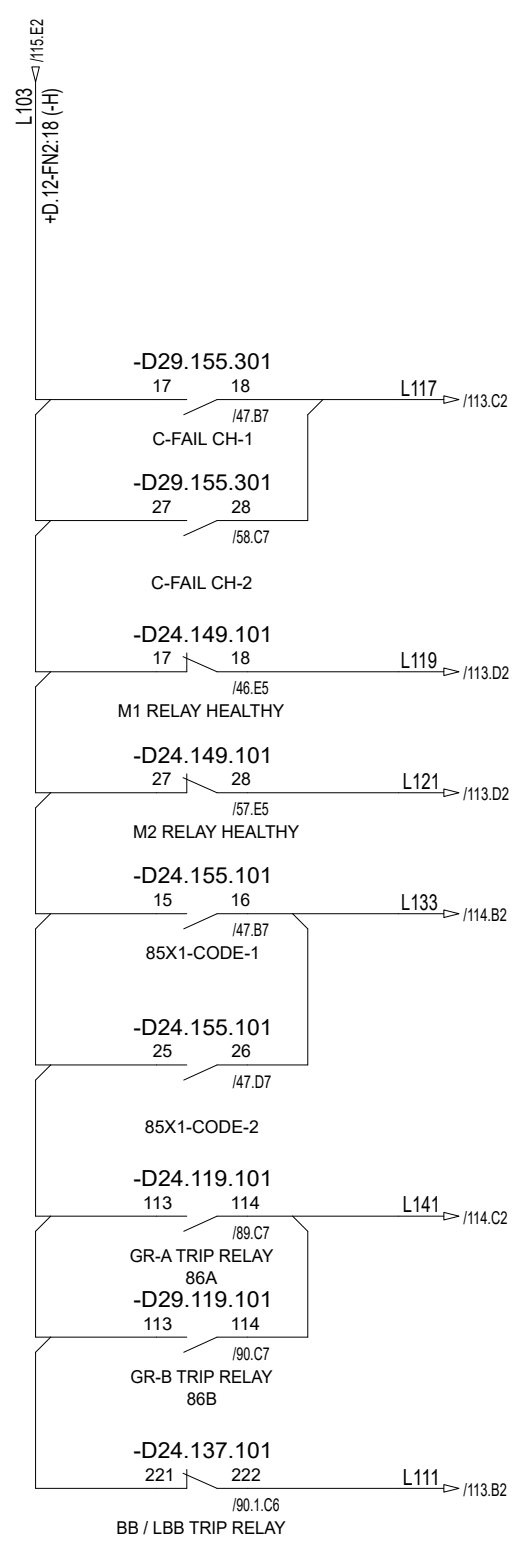 /115.E2
L103
+D.12-FN2:18 (-H)
-D29.155.301
17 18 L117 /113.C2
/47.B7
C-FAIL CH-1
-D29.155.301
27 28
/58.C7
C-FAIL CH-2
-D24.149.101
17 18 L119 /113.D2
/46.E5
M1 RELAY HEALTHY
-D24.149.101
27 28 L121 /113.D2
/57.E5
M2 RELAY HEALTHY
-D24.155.101
15 16 L133 /114.B2
/47.B7
85X1-CODE-1
-D24.155.101
25 26
/47.D7
85X1-CODE-2
-D24.119.101
113 114 L141 /114.C2
/89.C7
GR-A TRIP RELAY
86A
-D29.119.101
113 114
/90.C7
GR-B TRIP RELAY
86B
-D24.137.101
221 222 L111 /113.B2
/90.1.C6
BB / LBB TRIP RELAY